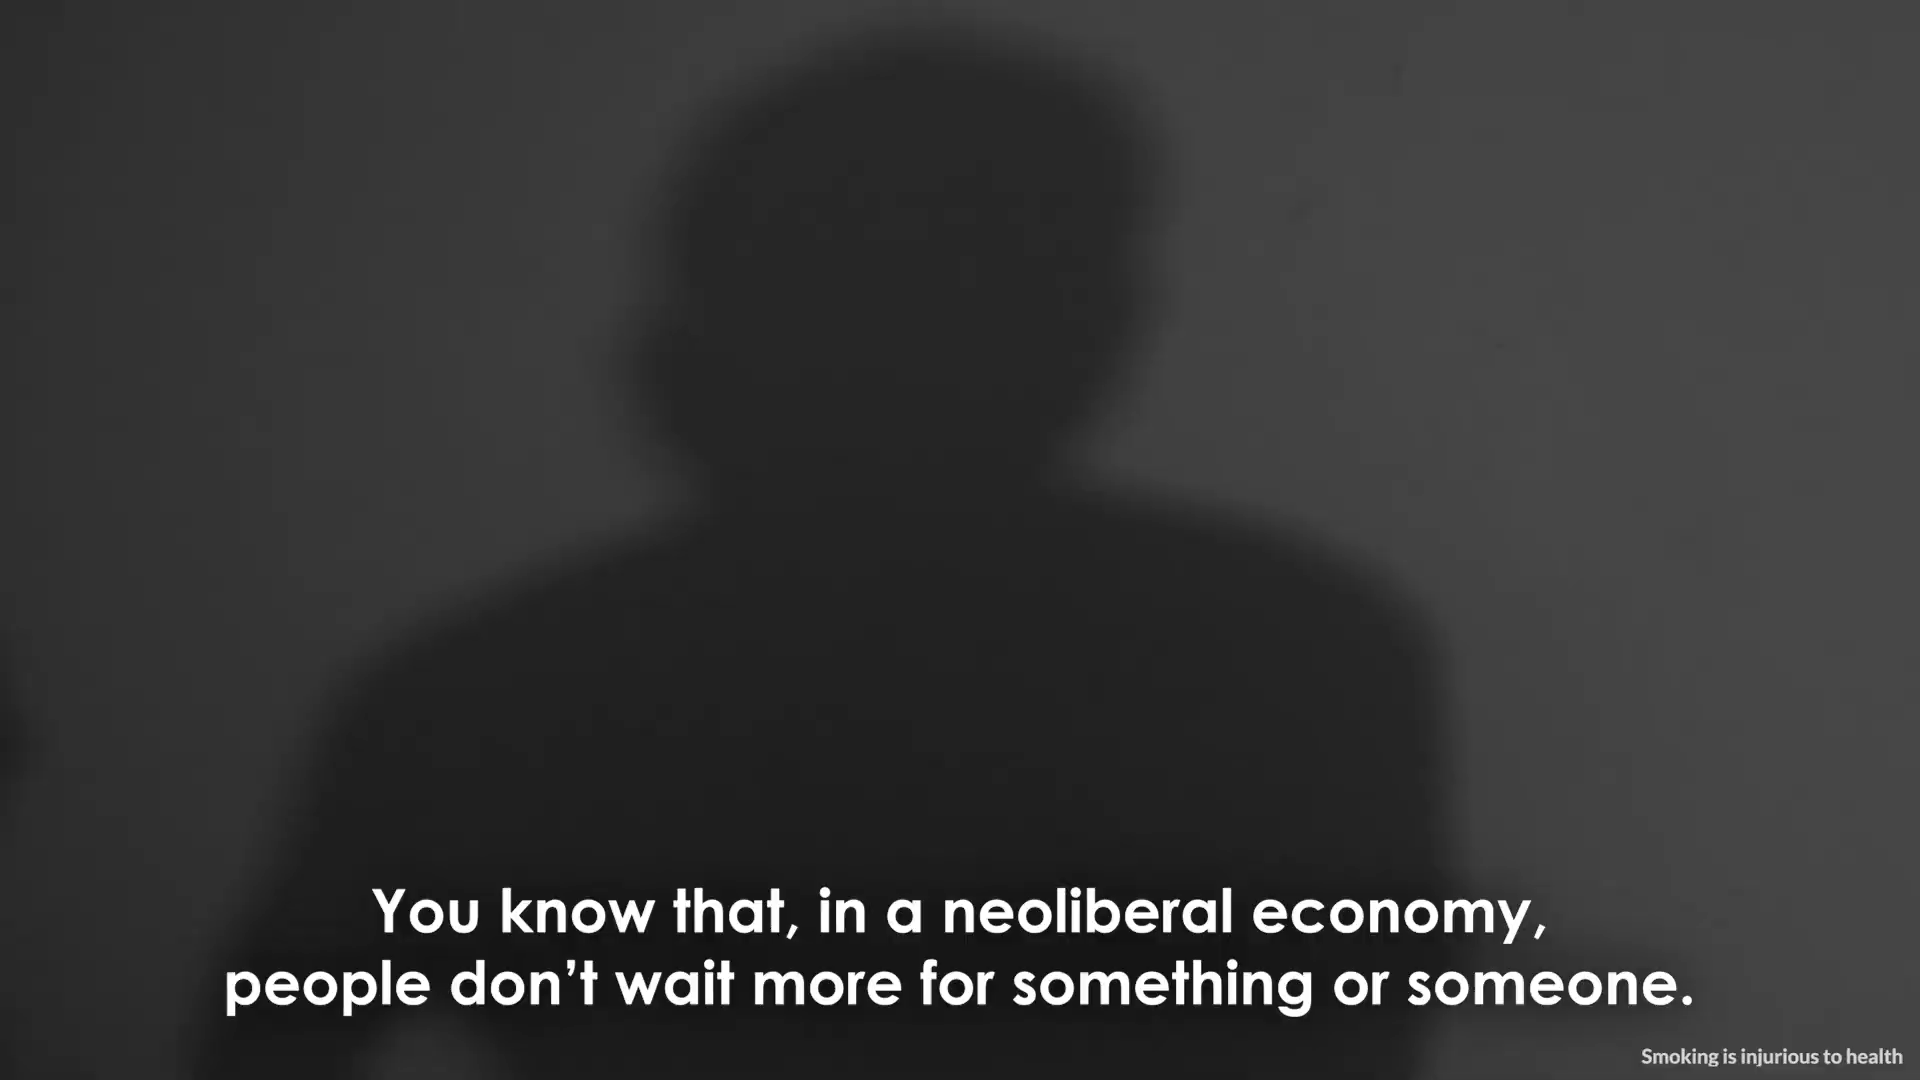 You know that, in a neoliberal economy,
people don’t wait more for something or someone.
Smoking is injurious to health